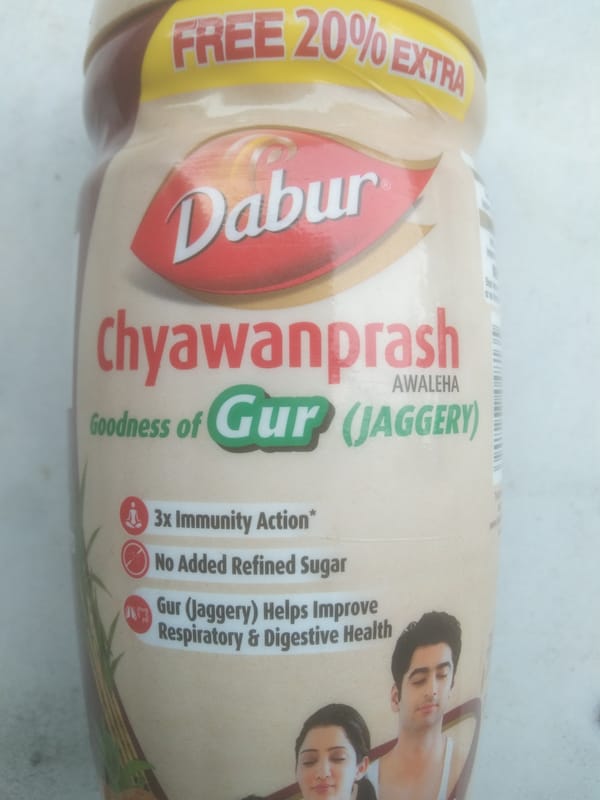 FREE 20% EXTRA
Dabur®
Chyawanprash
AWALEHA
Goodness of Gur (JAGGERY)
3x Immunity Action*
No Added Refined Sugar
Gur (Jaggery) Helps Improve
Respiratory & Digestive Health